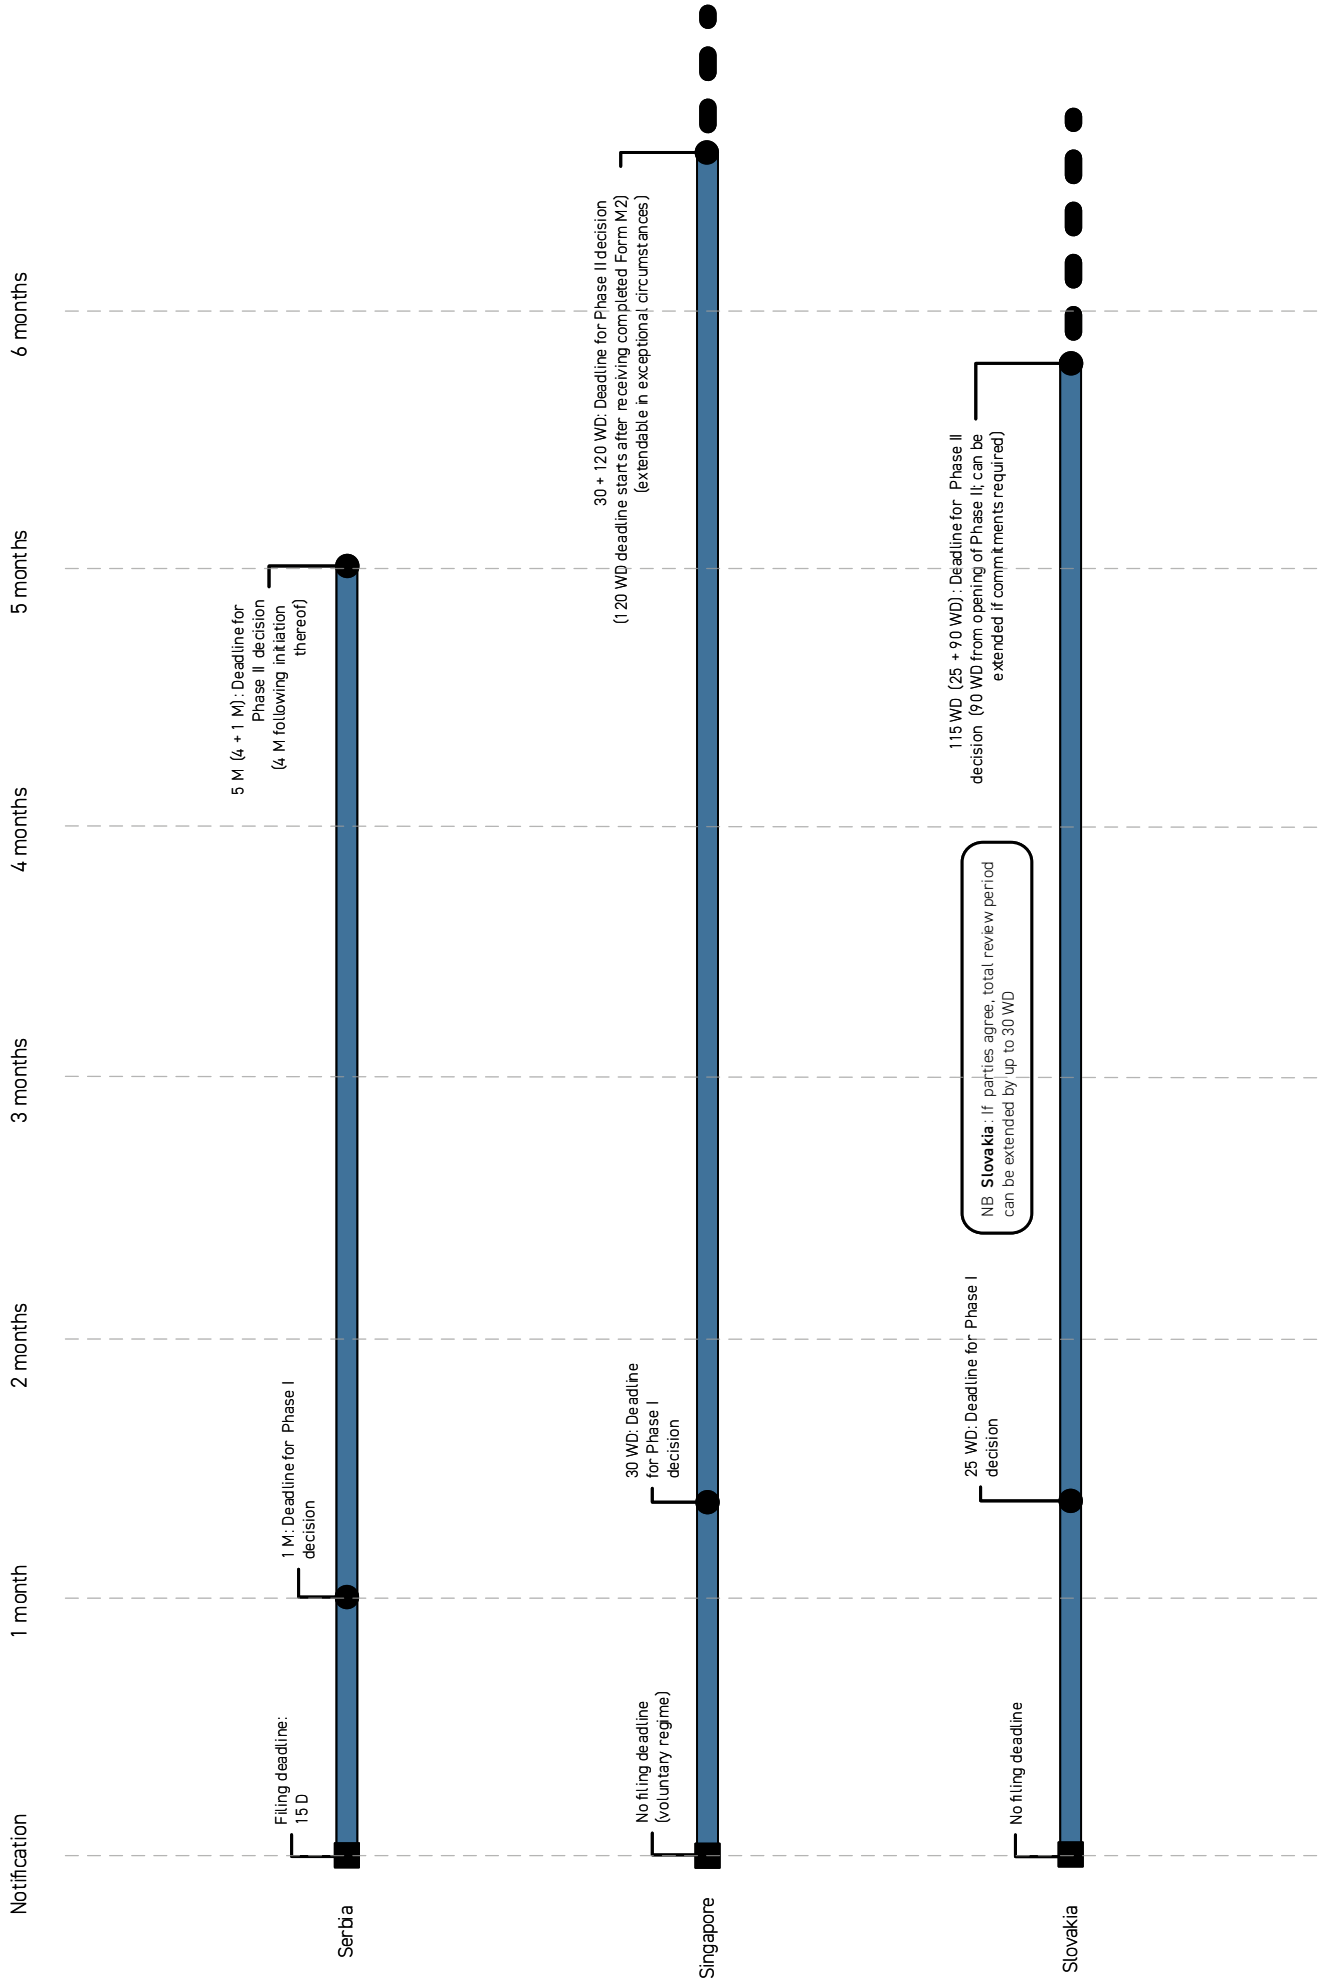 Notification
1 month
2 months
3 months
4 months
5 months
6 months
Serbia
Filing deadline:
15 D
1 M: Deadline for Phase I
decision
5 M (4 + 1 M): Deadline for
Phase II decision
(4 M following initiation
thereof)
Singapore
No filing deadline
(voluntary regime)
30 WD: Deadline
for Phase I
decision
30 + 120 WD: Deadline for Phase II decision
(120 WD deadline starts after receiving completed Form M2)
(extendable in exceptional circumstances)
Slovakia
No filing deadline
25 WD: Deadline for Phase I
decision
NB Slovakia: If parties agree, total review period
can be extended by up to 30 WD
115 WD (25 + 90 WD): Deadline for Phase II
decision (90 WD from opening of Phase II; can be
extended if commitments required)